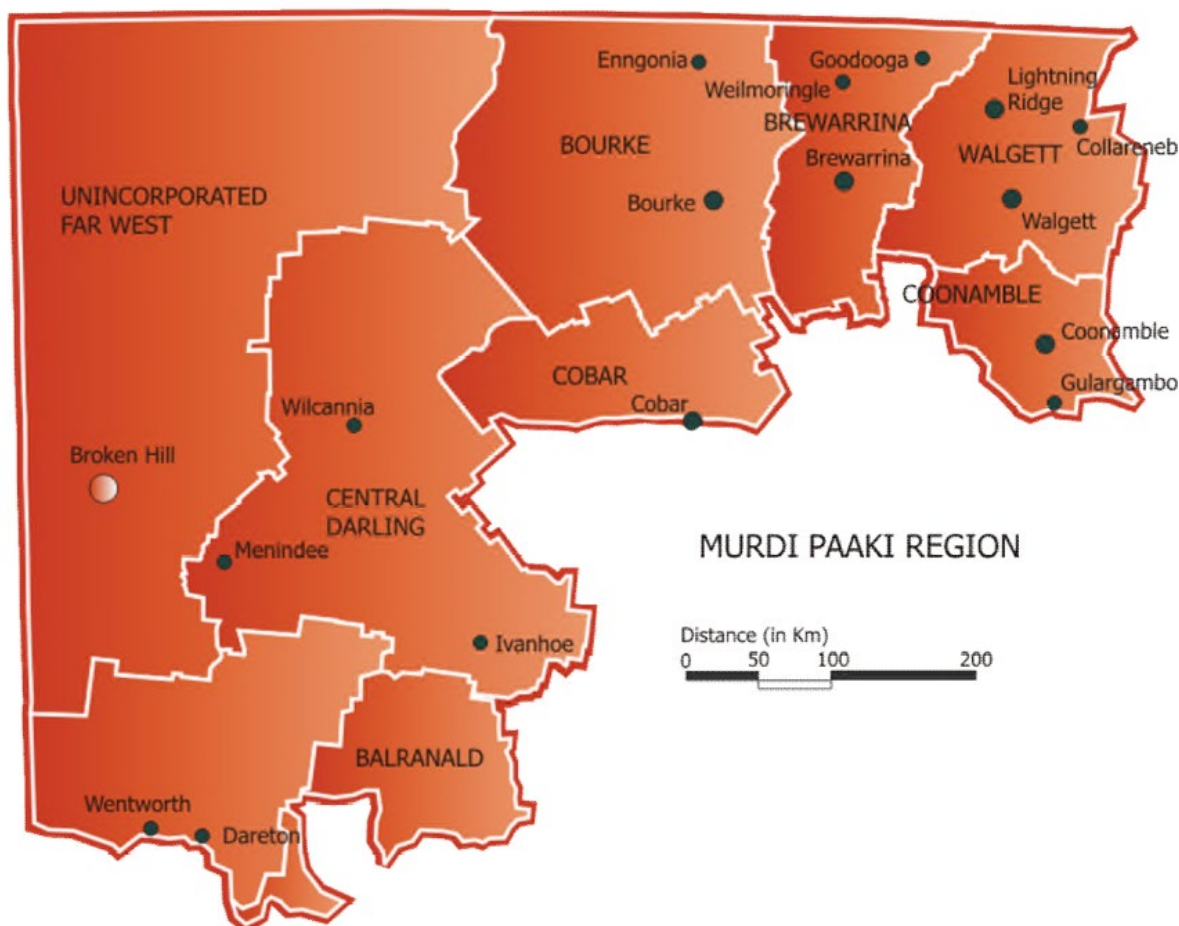 Enngonia
Goodooga
Weilmoringle
Lightning
Ridge
BREWARRINA
Collareneb
BOURKE
WALGETT
Brewarrina
UNINCORPORATED
FAR WEST
Bourke
Walgett
COONAMBLE
Coonamble
COBAR
Gulargambo
Wilcannia
Cobar
Broken Hill
CENTRAL
DARLING
Menindee
MURDI PAAKI REGION
Ivanhoe
Distance (in Km)
0 50 100 200
BALRANALD
Wentworth
Dareton